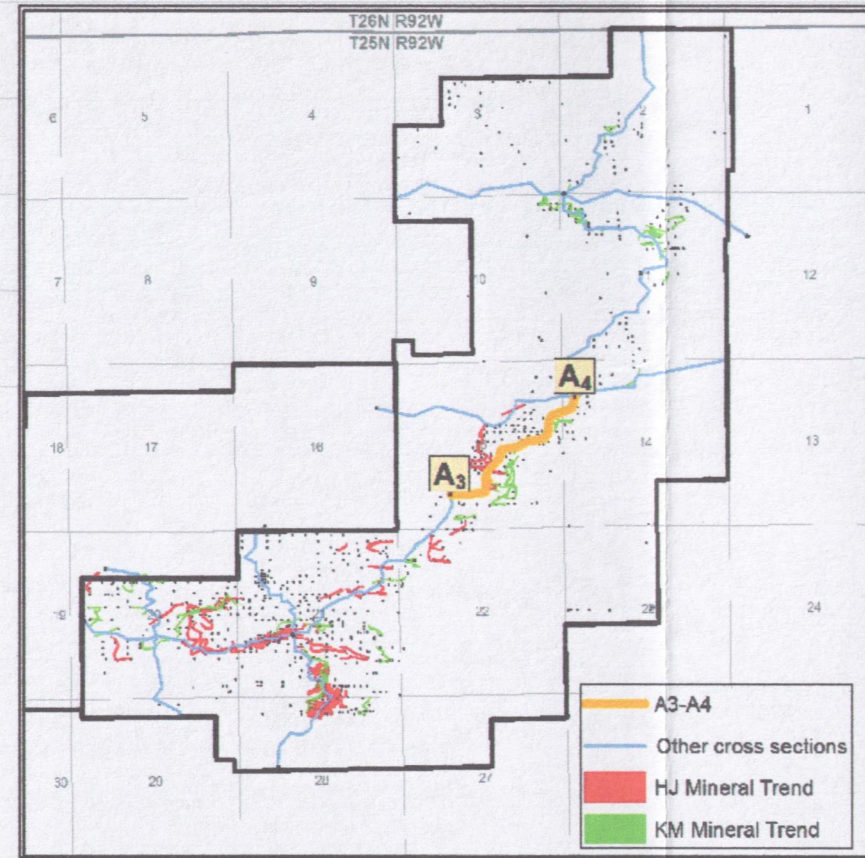 T26N R92W
T25N R92W
6 5 4 3 2 1
7 8 9 10 12
A4
18 17 16 14 13
A3
19 22 24
30 28 27
A3-A4
Other cross sections
HJ Mineral Trend
KM Mineral Trend